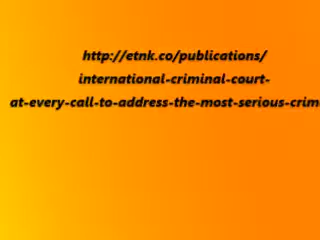 http://etnk.co/publications/
international-criminal-court-
at-every-call-to-address-the-most-serious-crim